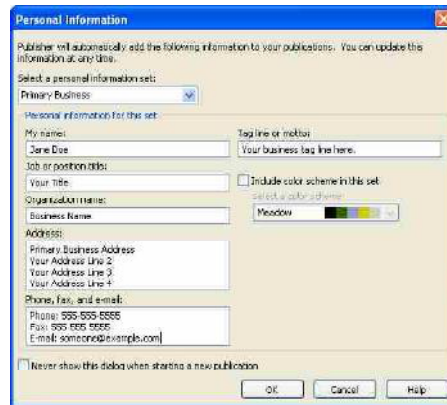 Personal Information
Publisher will automatically add the following information to your publications. You can update this
information at any time.
Select a personal information set:
Primary Business
Personal information for this set
My name:
Jane Doe
Tag line or motto:
Your business tag line here.
Job or position title:
Your Title
Include color scheme in this set
Organization name:
Business Name
Select a color scheme:
Meadow
Address:
Primary Business Address
Your Address Line 2
Your Address Line 3
Your Address Line 4
Phone, fax, and e-mail:
Phone: 555-555-5555
Fax: 555 555 5555
E-mail: someone@example.com
Never show this dialog when starting a new publication
OK
Cancel
Help